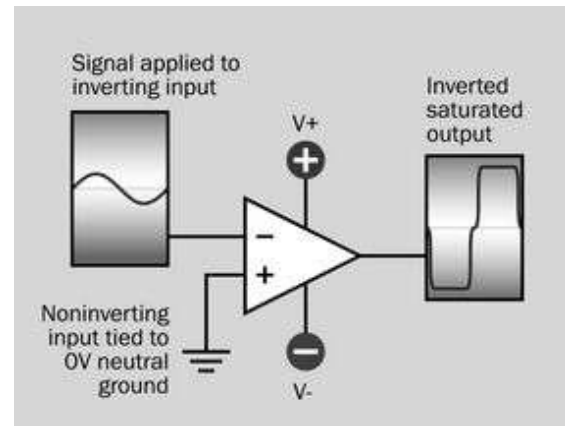 Signal applied to
inverting input
Inverted
saturated
output
V+
+
−
+
Noninverting
input tied to
0V neutral
ground
−
V-